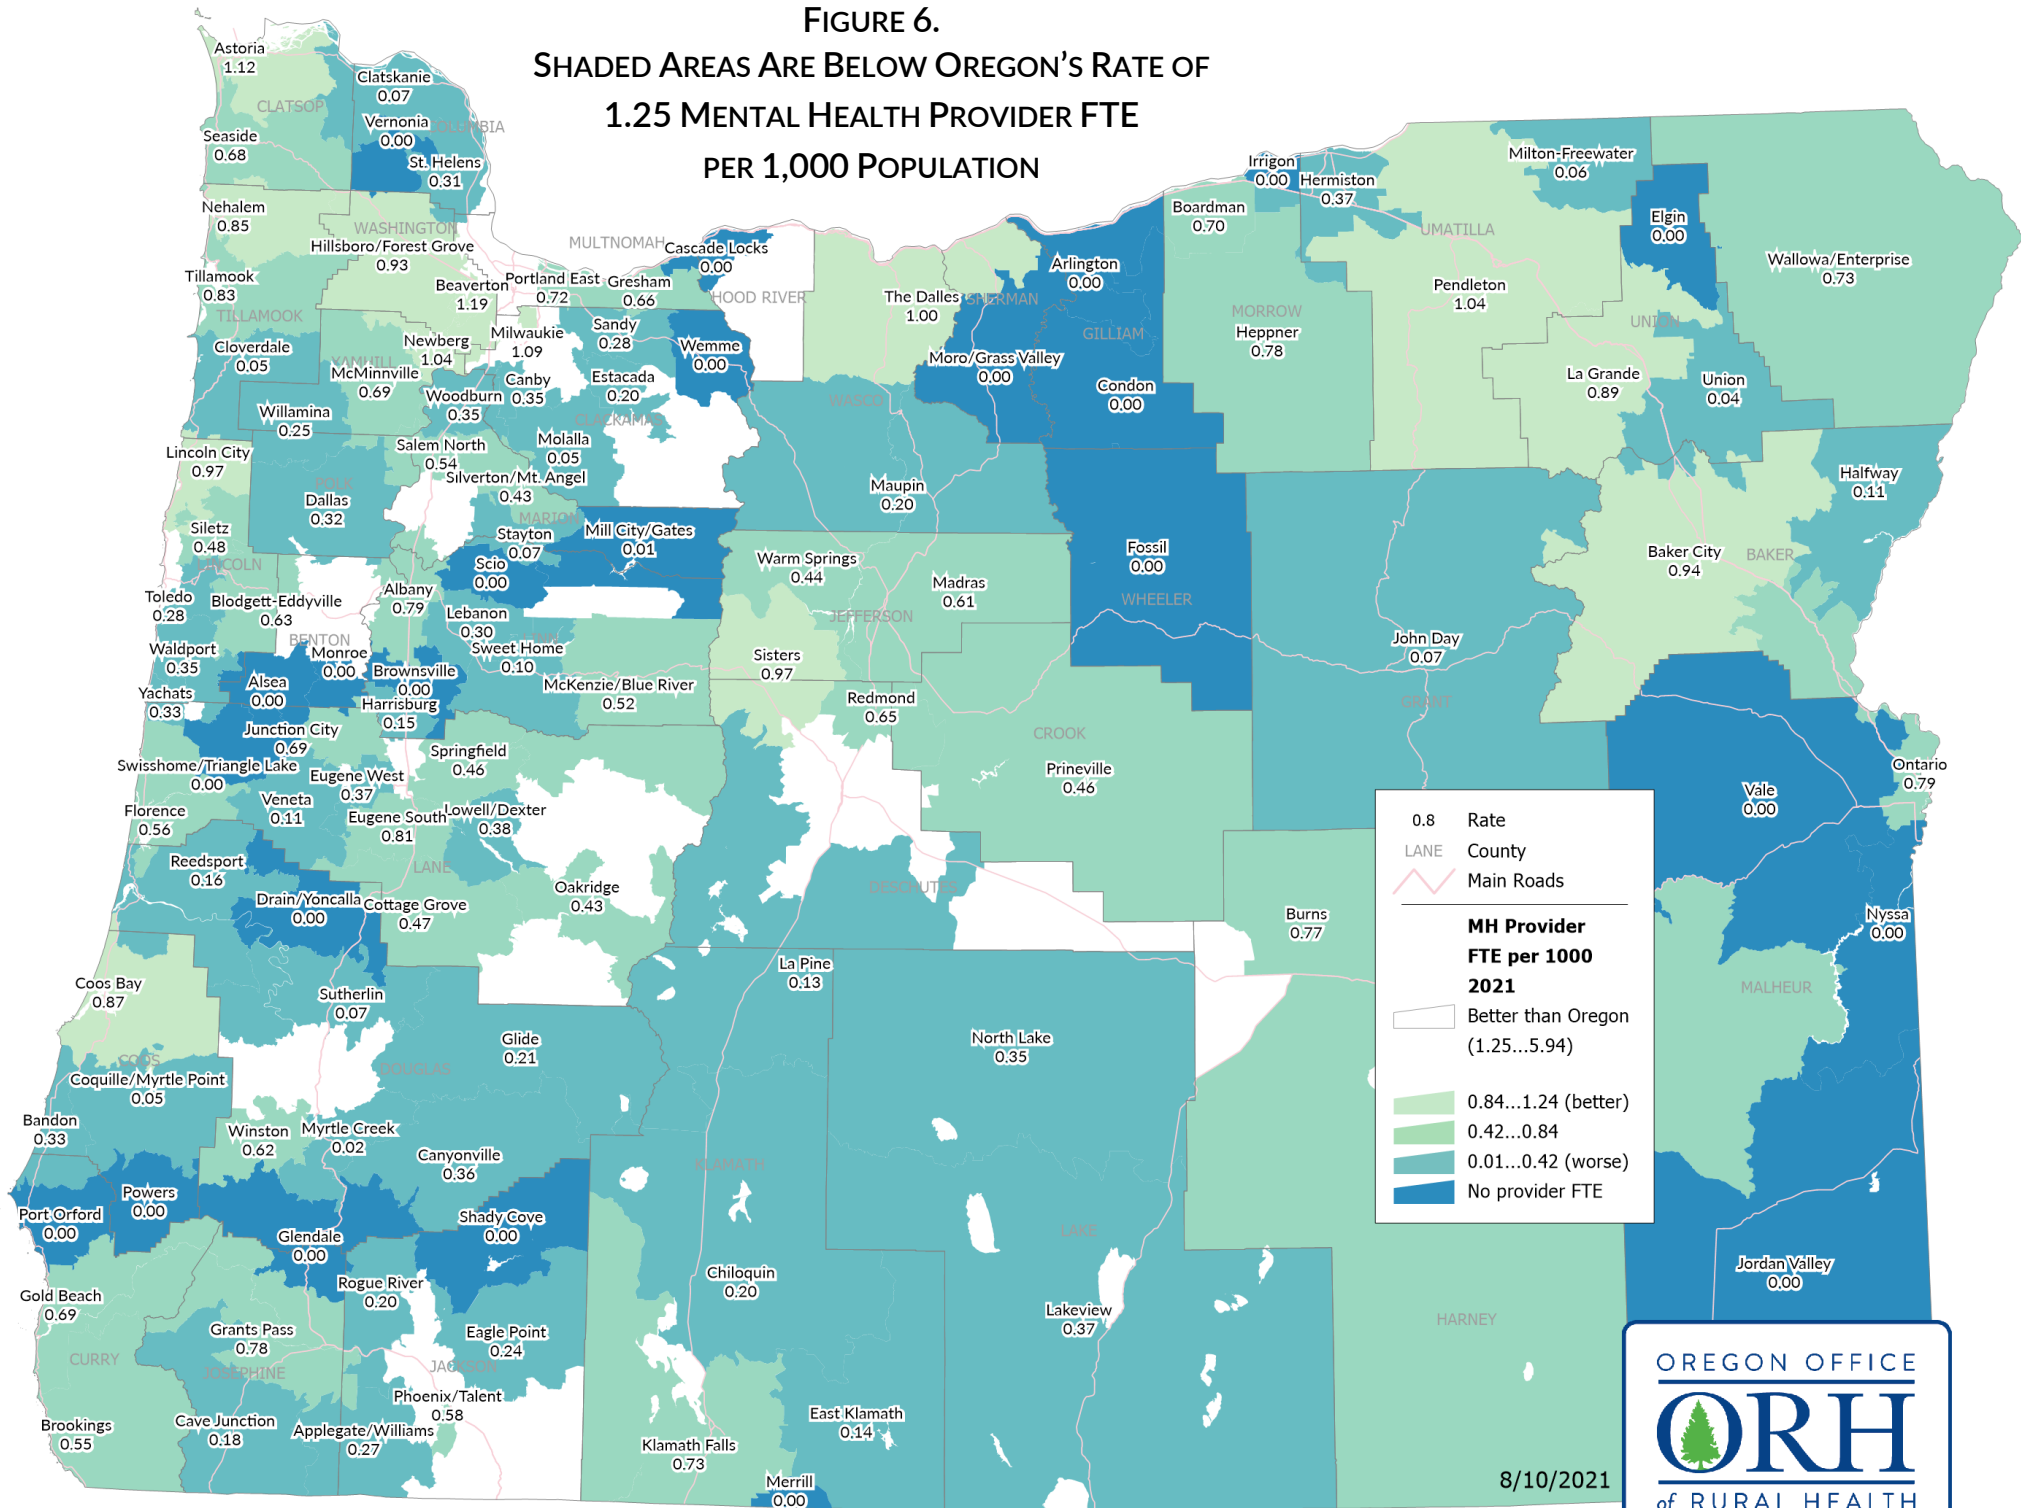 FIGURE 6.
SHADED AREAS ARE BELOW OREGON'S RATE OF
1.25 MENTAL HEALTH PROVIDER FTE
PER 1,000 POPULATION
Astoria
1.12
CLATSOP
Clatskanie
0.07
Vernonia
0.00
COLUMBIA
St. Helens
0.31
Seaside
0.68
Nehalem
0.85
WASHINGTON
Hillsboro/Forest Grove
0.93
MULTNOMAH
Cascade Locks
0.00
Tillamook
0.83
TILLAMOOK
Beaverton
1.19
Portland East
0.72
Gresham
0.66
HOOD RIVER
Cloverdale
0.05
YAMHILL
Newberg
1.04
Milwaukie
1.09
Sandy
0.28
Wemme
0.00
McMinnville
0.69
Woodburn
0.35
Canby
0.35
Estacada
0.20
CLACKAMAS
Willamina
0.25
Molalla
0.05
Salem North
0.54
Silverton/Mt. Angel
0.43
Lincoln City
0.97
POLK
Dallas
0.32
MARION
Stayton
0.07
Mill City/Gates
0.01
Siletz
0.48
LINCOLN
Scio
0.00
Toledo
0.28
Blodgett-Eddyville
0.63
Albany
0.79
Lebanon
0.30
LINN
BENTON
Monroe
0.00
Sweet Home
0.10
Waldport
0.35
Alsea
0.00
Brownsville
0.00
McKenzie/Blue River
0.52
Yachats
0.33
Harrisburg
0.15
Junction City
0.69
Springfield
0.46
Swisshome/Triangle Lake
0.00
Eugene West
0.37
Veneta
0.11
Florence
0.56
Eugene South
0.81
Lowell/Dexter
0.38
LANE
Reedsport
0.16
Drain/Yoncalla
0.00
Cottage Grove
0.47
Oakridge
0.43
Coos Bay
0.87
Sutherlin
0.07
COOS
Glide
0.21
DOUGLAS
Coquille/Myrtle Point
0.05
Bandon
0.33
Winston
0.62
Myrtle Creek
0.02
Canyonville
0.36
Powers
0.00
Port Orford
0.00
Glendale
0.00
Shady Cove
0.00
Gold Beach
0.69
Rogue River
0.20
Grants Pass
0.78
Eagle Point
0.24
CURRY
JOSEPHINE
JACKSON
Phoenix/Talent
0.58
Brookings
0.55
Cave Junction
0.18
Applegate/Williams
0.27
Irrigon
0.00
Hermiston
0.37
Milton-Freewater
0.06
Boardman
0.70
UMATILLA
Elgin
0.00
Wallowa/Enterprise
0.73
Arlington
0.00
The Dalles
1.00
SHERMAN
Pendleton
1.04
GILLIAM
MORROW
Heppner
0.78
UNION
Moro/Grass Valley
0.00
Condon
0.00
La Grande
0.89
Union
0.04
WASCO
Maupin
0.20
Halfway
0.11
Fossil
0.00
Baker City
0.94
BAKER
Warm Springs
0.44
Madras
0.61
WHEELER
JEFFERSON
Sisters
0.97
John Day
0.07
GRANT
Redmond
0.65
CROOK
Prineville
0.46
Ontario
0.79
Vale
0.00
DESCHUTES
Burns
0.77
Nyssa
0.00
La Pine
0.13
MALHEUR
North Lake
0.35
KLAMATH
LAKE
Chiloquin
0.20
Lakeview
0.37
Jordan Valley
0.00
HARNEY
East Klamath
0.14
Klamath Falls
0.73
Merrill
0.00
0.8 Rate
LANE County
Main Roads
MH Provider
FTE per 1000
2021
Better than Oregon
(1.25...5.94)
0.84...1.24 (better)
0.42...0.84
0.01...0.42 (worse)
No provider FTE
8/10/2021
OREGON OFFICE
ORH
of RURAL HEALTH